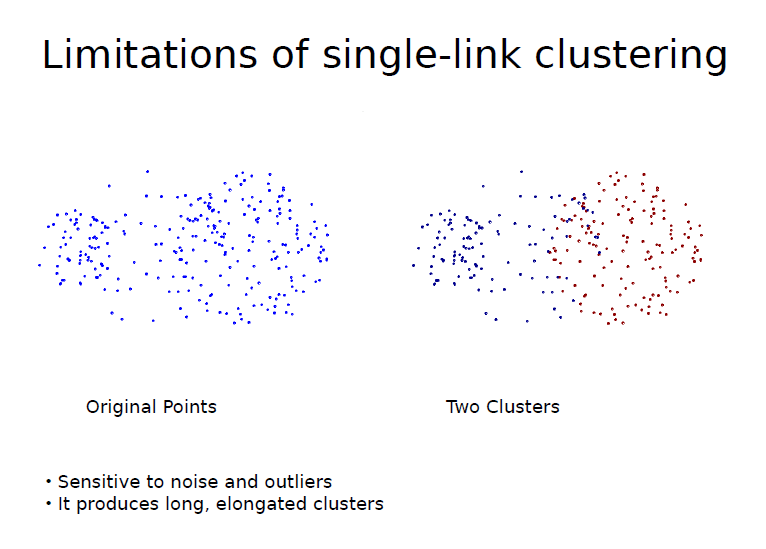 Limitations of single-link clustering
Original Points
Two Clusters
• Sensitive to noise and outliers
• It produces long, elongated clusters